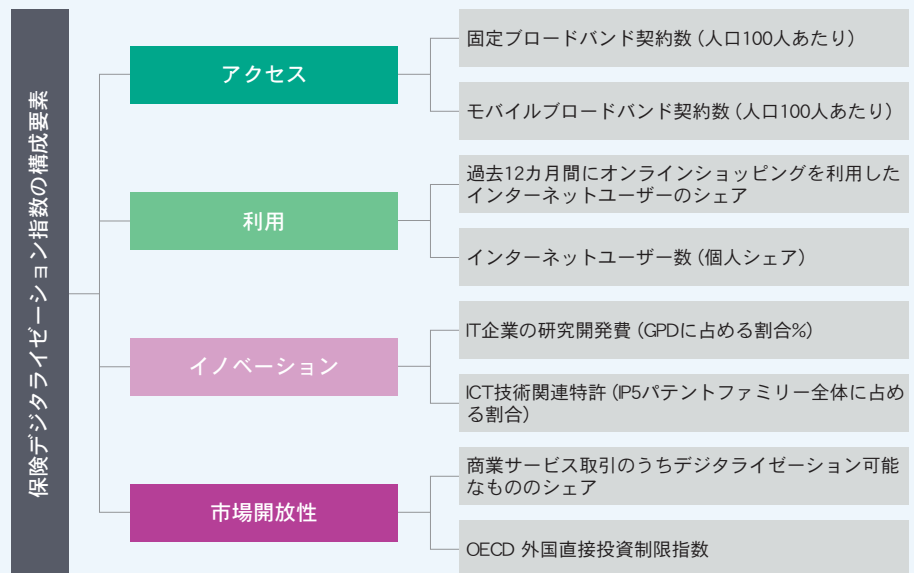 保険デジタライゼーション指数の構成要素
アクセス
固定ブロードバンド契約数 (人口100人あたり)
モバイルブロードバンド契約数 (人口100人あたり)
利用
過去12カ月間にオンラインショッピングを利用した
インターネットユーザーのシェア
インターネットユーザー数 (個人シェア)
イノベーション
IT企業の研究開発費 (GPDに占める割合%)
ICT技術関連特許 (IP5パテントファミリー全体に占め
る割合)
市場開放性
商業サービス取引のうちデジタライゼーション可能
なもののシェア
OECD 外国直接投資制限指数